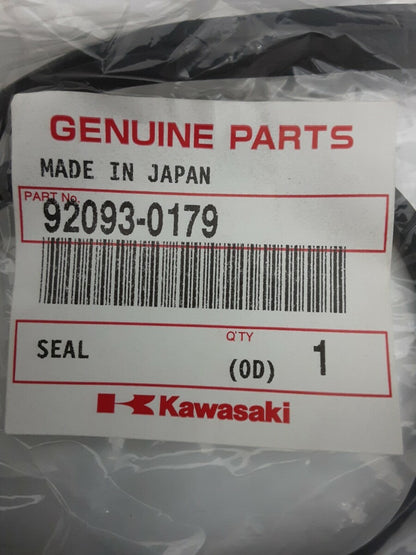 GENUINE PARTS
MADE IN JAPAN
PART No.
92093-0179
Q'TY
SEAL (OD) 1
Kawasaki